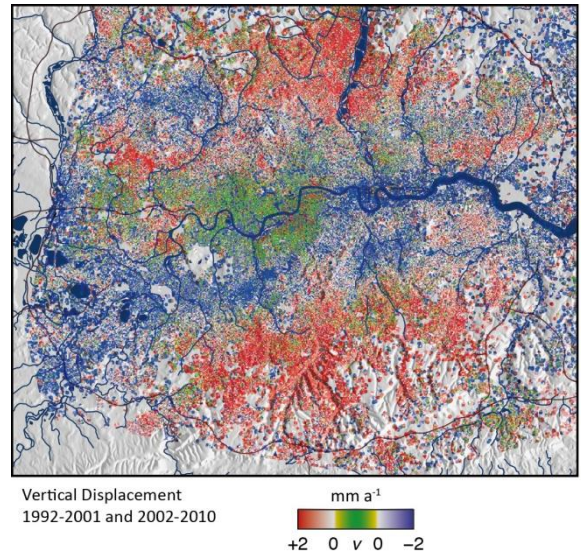 Vertical Displacement
1992-2001 and 2002-2010
mm a⁻¹
+2 0 v 0 −2